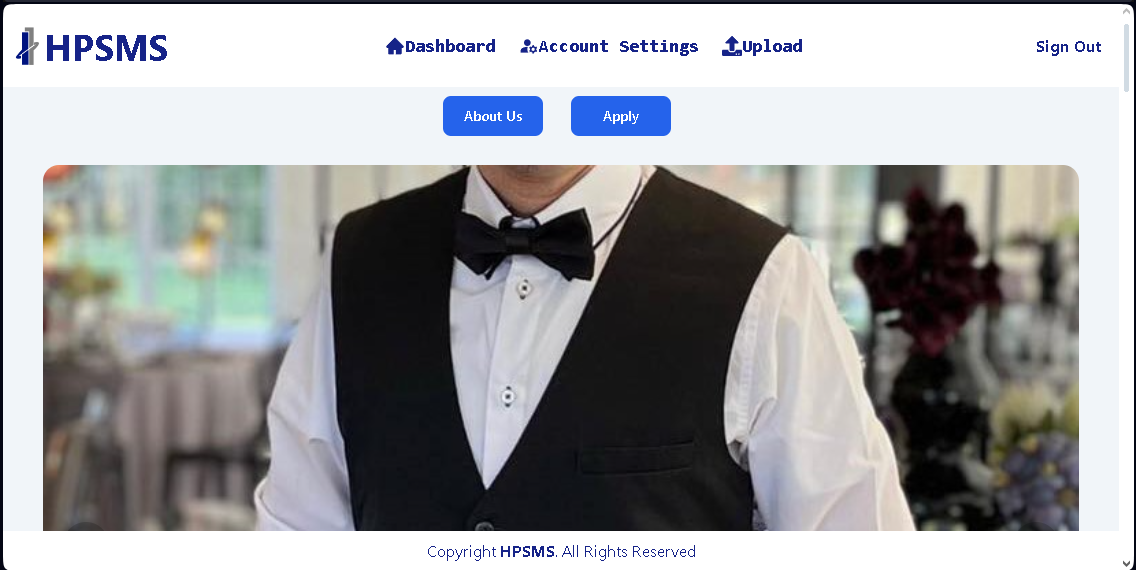 HPSMS
Dashboard
Account Settings
Upload
Sign Out
About Us
Apply
Copyright HPSMS. All Rights Reserved